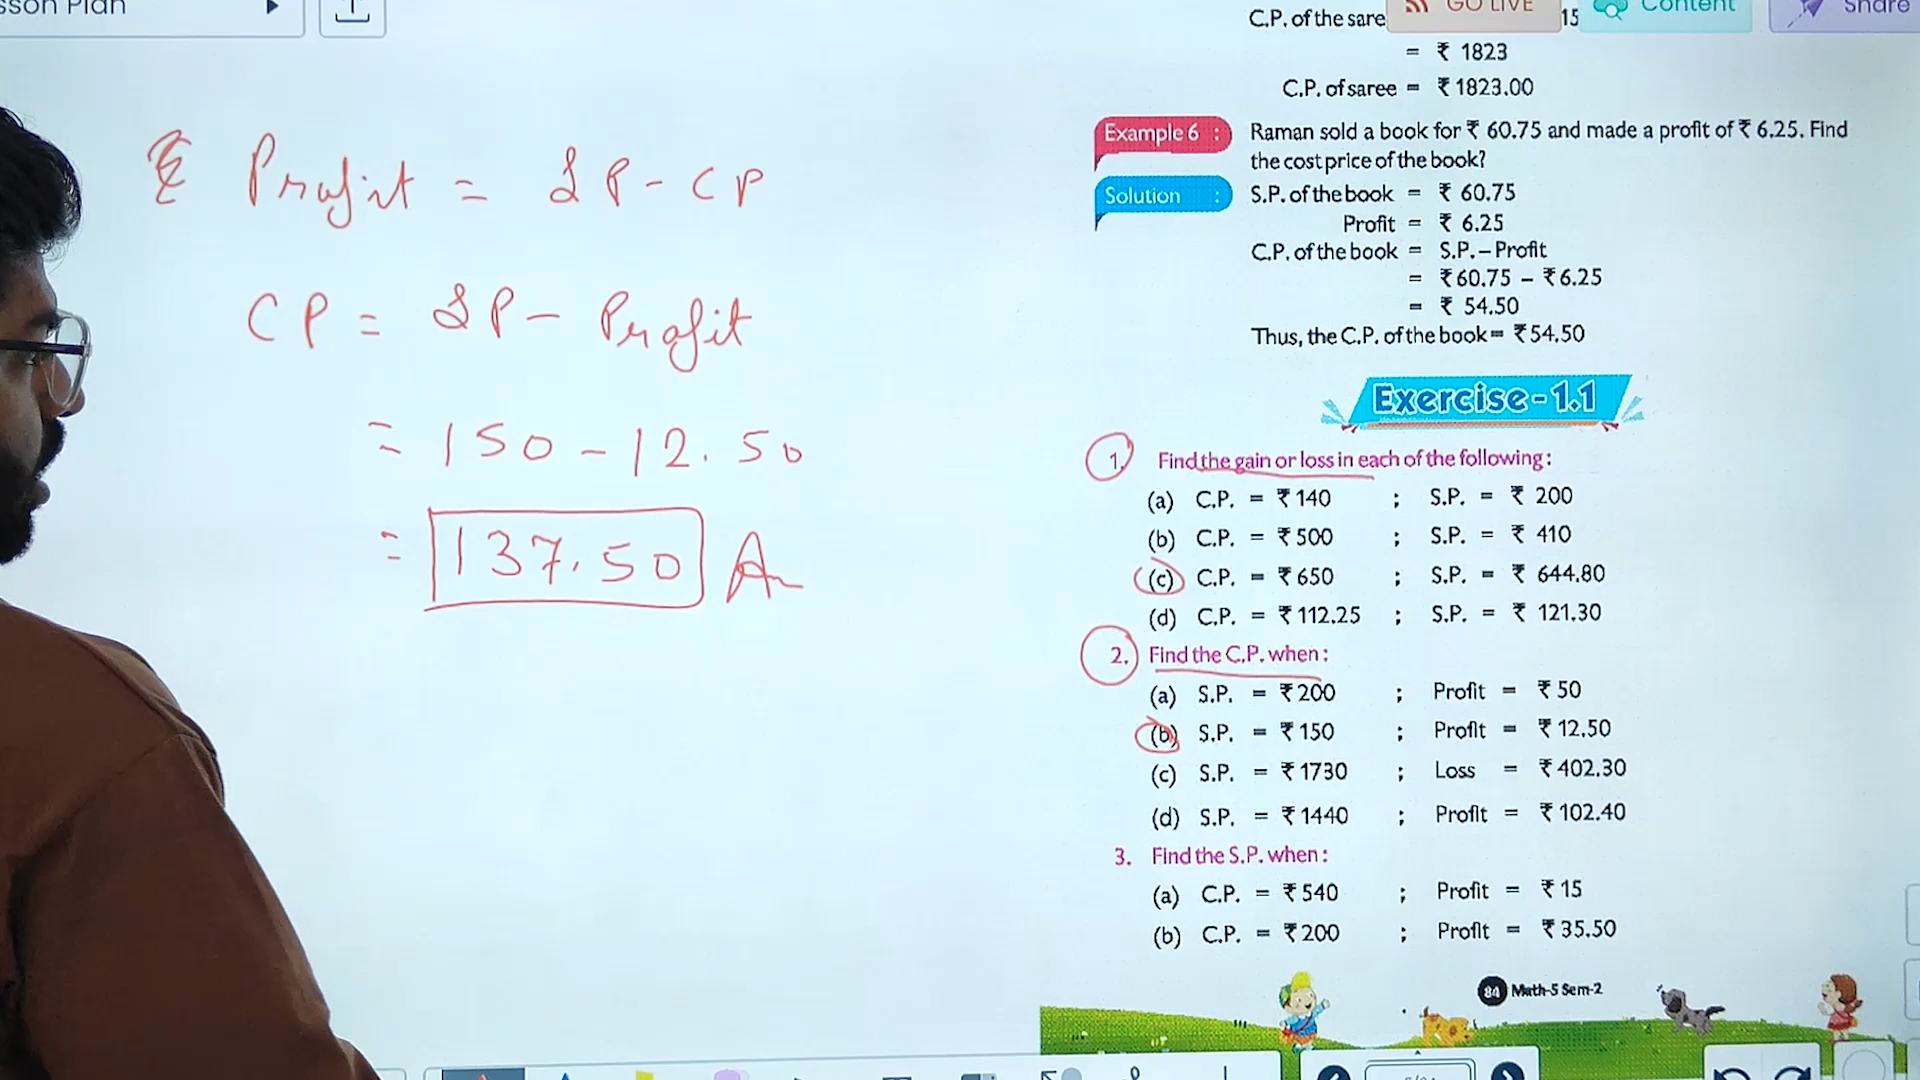 sson Plan
Profit = SP - CP
CP = SP - Profit
= 150 - 12.50
= 137.50 An
GO LIVE
Content
Share
C.P. of the sare 15
= ₹ 1823
C.P. of saree = ₹ 1823.00
Example 6 : Raman sold a book for ₹ 60.75 and made a profit of ₹ 6.25. Find
the cost price of the book?
Solution : S.P. of the book = ₹ 60.75
Profit = ₹ 6.25
C.P. of the book = S.P. – Profit
= ₹60.75 – ₹6.25
= ₹ 54.50
Thus, the C.P. of the book = ₹54.50
Exercise-1.1
1. Find the gain or loss in each of the following:
(a) C.P. = ₹ 140 ; S.P. = ₹ 200
(b) C.P. = ₹ 500 ; S.P. = ₹ 410
(c) C.P. = ₹ 650 ; S.P. = ₹ 644.80
(d) C.P. = ₹ 112.25 ; S.P. = ₹ 121.30
2. Find the C.P. when:
(a) S.P. = ₹ 200 ; Profit = ₹ 50
(b) S.P. = ₹ 150 ; Profit = ₹ 12.50
(c) S.P. = ₹ 1730 ; Loss = ₹ 402.30
(d) S.P. = ₹ 1440 ; Profit = ₹ 102.40
3. Find the S.P. when:
(a) C.P. = ₹ 540 ; Profit = ₹ 15
(b) C.P. = ₹ 200 ; Profit = ₹ 35.50
84 Math-5 Sem-2